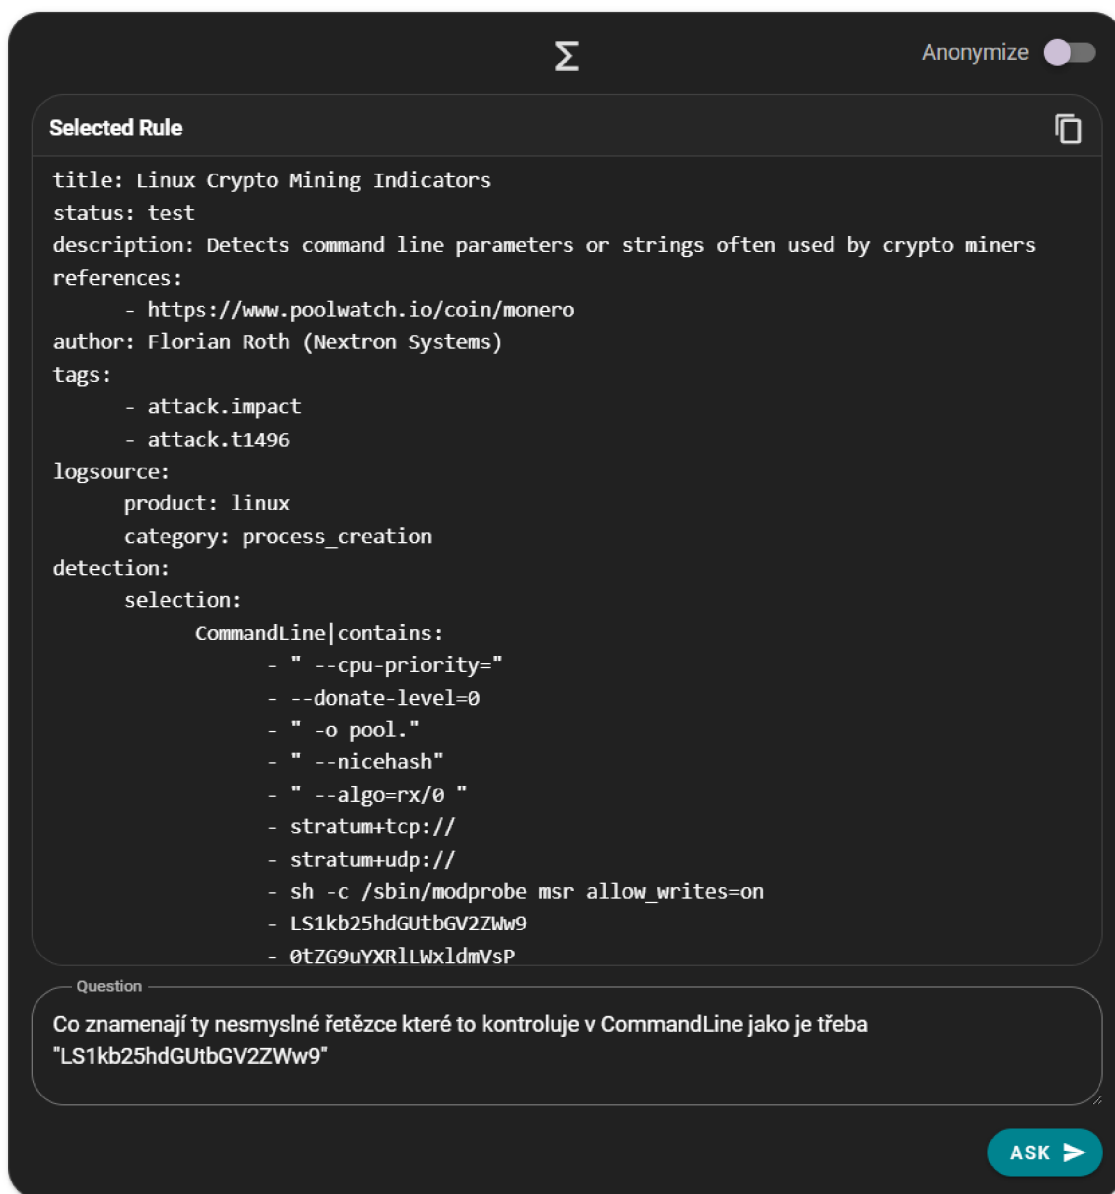 Σ
Anonymize
Selected Rule
title: Linux Crypto Mining Indicators
status: test
description: Detects command line parameters or strings often used by crypto miners
references:
- https://www.poolwatch.io/coin/monero
author: Florian Roth (Nextron Systems)
tags:
- attack.impact
- attack.t1496
logsource:
product: linux
category: process_creation
detection:
selection:
CommandLine|contains:
- " --cpu-priority="
- --donate-level=0
- " -o pool."
- " --nicehash"
- " --algo=rx/0 "
- stratum+tcp://
- stratum+udp://
- sh -c /sbin/modprobe msr allow_writes=on
- LS1kb25hdGUtbGV2ZWw9
- 0tZG9uYXRlLWxldmVsP
Question
Co znamenají ty nesmyslné řetězce které to kontroluje v CommandLine jako je třeba
"LS1kb25hdGUtbGV2ZWw9"
ASK